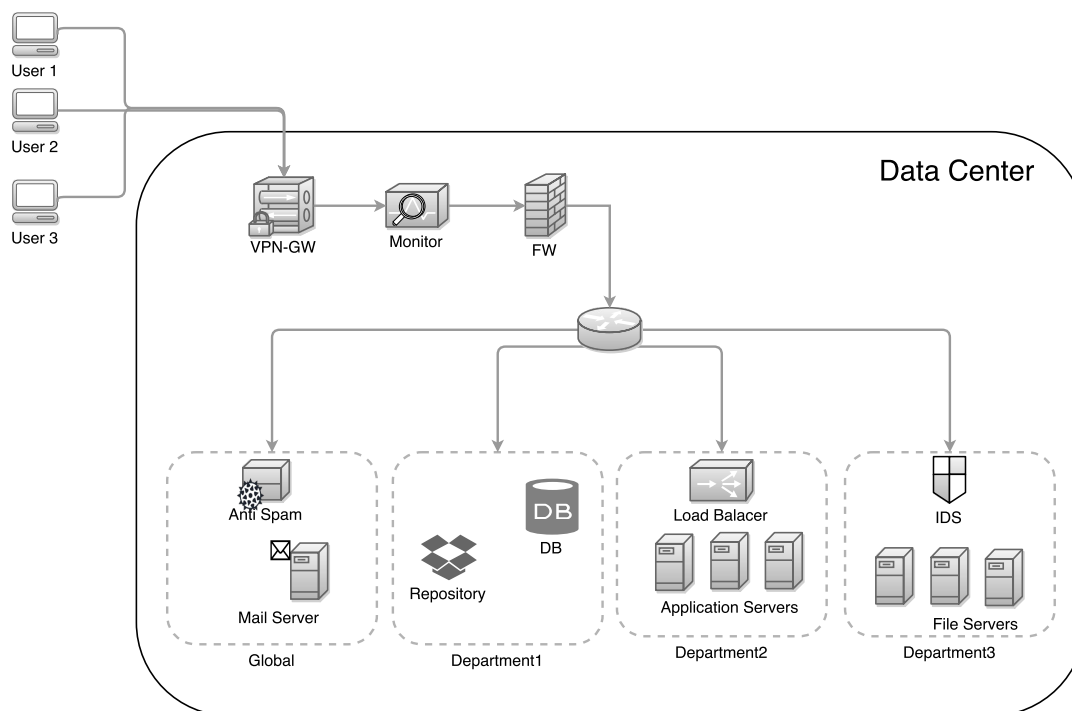 User 1
User 2
User 3
Data Center
VPN-GW
Monitor
FW
Anti Spam
Mail Server
Global
DB
DB
Repository
Department1
Load Balacer
Application Servers
Department2
IDS
File Servers
Department3